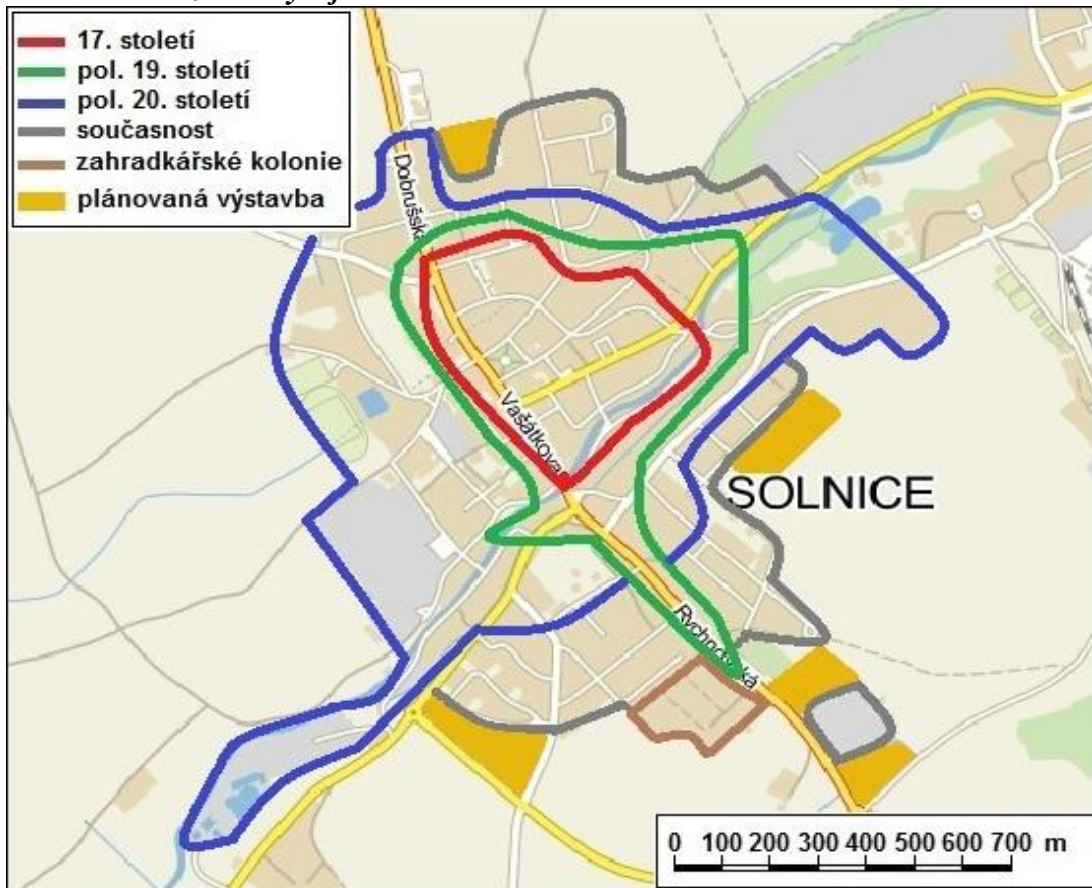 17. století
pol. 19. století
pol. 20. století
současnost
zahradkářské kolonie
plánovaná výstavba
Dobrušská
Vašátkova
SOLNICE
Rychnovská
0 100 200 300 400 500 600 700 m